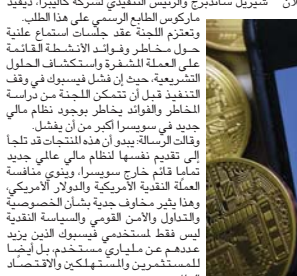 شيريل ساندبرج والرئيس التنفيذي لشركة كاليبرا، ديفيد
ماركوس الطابع الرسمي على هذا الطلب.
وتعتزم اللجنة عقد جلسات استماع علنية
حول مخاطر وفوائد الأنشطة القائمة
على العملة المشفرة واستكشاف الحلول
التشريعية، حيث إن فشل فيسبوك في وقف
التنفيذ قبل أن تتمكن اللجنة من دراسة
المخاطر والفوائد يخاطر بوجود نظام مالي
جديد في سويسرا أكبر من أن يفشل.
وقالت الرسالة: يبدو أن هذه المنتجات قد تلجأ
إلى تقديم نفسها لنظام مالي عالمي جديد
تماما قائم خارج سويسرا، وينوي منافسة
العملة النقدية الأمريكية والدولار الأمريكي،
وهذا يثير مخاوف جدية بشأن الخصوصية
والتداول والأمن القومي والسياسة النقدية
ليس فقط لمستخدمي فيسبوك الذين يزيد
عددهم عن ملياري مستخدم، بل أيضا
للمستثمرين والمستهلكين والاقتصاد